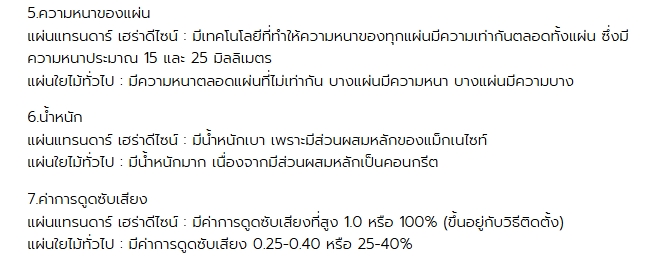 5.ความหนาของแผ่น
แผ่นแทรนดาร์ เฮร่าดีไซน์ : มีเทคโนโลยีที่ทำให้ความหนาของทุกแผ่นมีความเท่ากันตลอดทั้งแผ่น ซึ่งมี
ความหนาประมาณ 15 และ 25 มิลลิเมตร
แผ่นใยไม้ทั่วไป : มีความหนาตลอดแผ่นที่ไม่เท่ากัน บางแผ่นมีความหนา บางแผ่นมีความบาง
6.น้ำหนัก
แผ่นแทรนดาร์ เฮร่าดีไซน์ : มีน้ำหนักเบา เพราะมีส่วนผสมหลักของแม็กเนไซท์
แผ่นใยไม้ทั่วไป : มีน้ำหนักมาก เนื่องจากมีส่วนผสมหลักเป็นคอนกรีต
7.ค่าการดูดซับเสียง
แผ่นแทรนดาร์ เฮร่าดีไซน์ : มีค่าการดูดซับเสียงที่สูง 1.0 หรือ 100% (ขึ้นอยู่กับวิธีติดตั้ง)
แผ่นใยไม้ทั่วไป : มีค่าการดูดซับเสียง 0.25-0.40 หรือ 25-40%